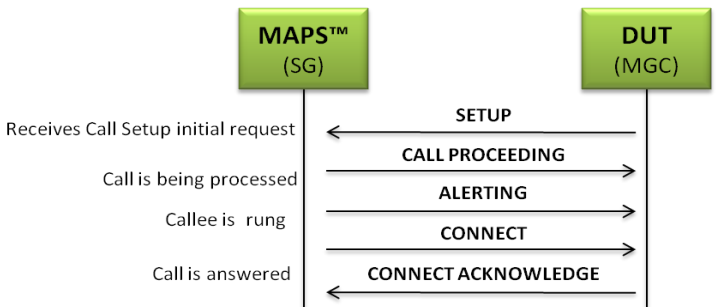 MAPS™
(SG)
DUT
(MGC)
SETUP
Receives Call Setup initial request
CALL PROCEEDING
Call is being processed
ALERTING
Callee is rung
CONNECT
Call is answered
CONNECT ACKNOWLEDGE